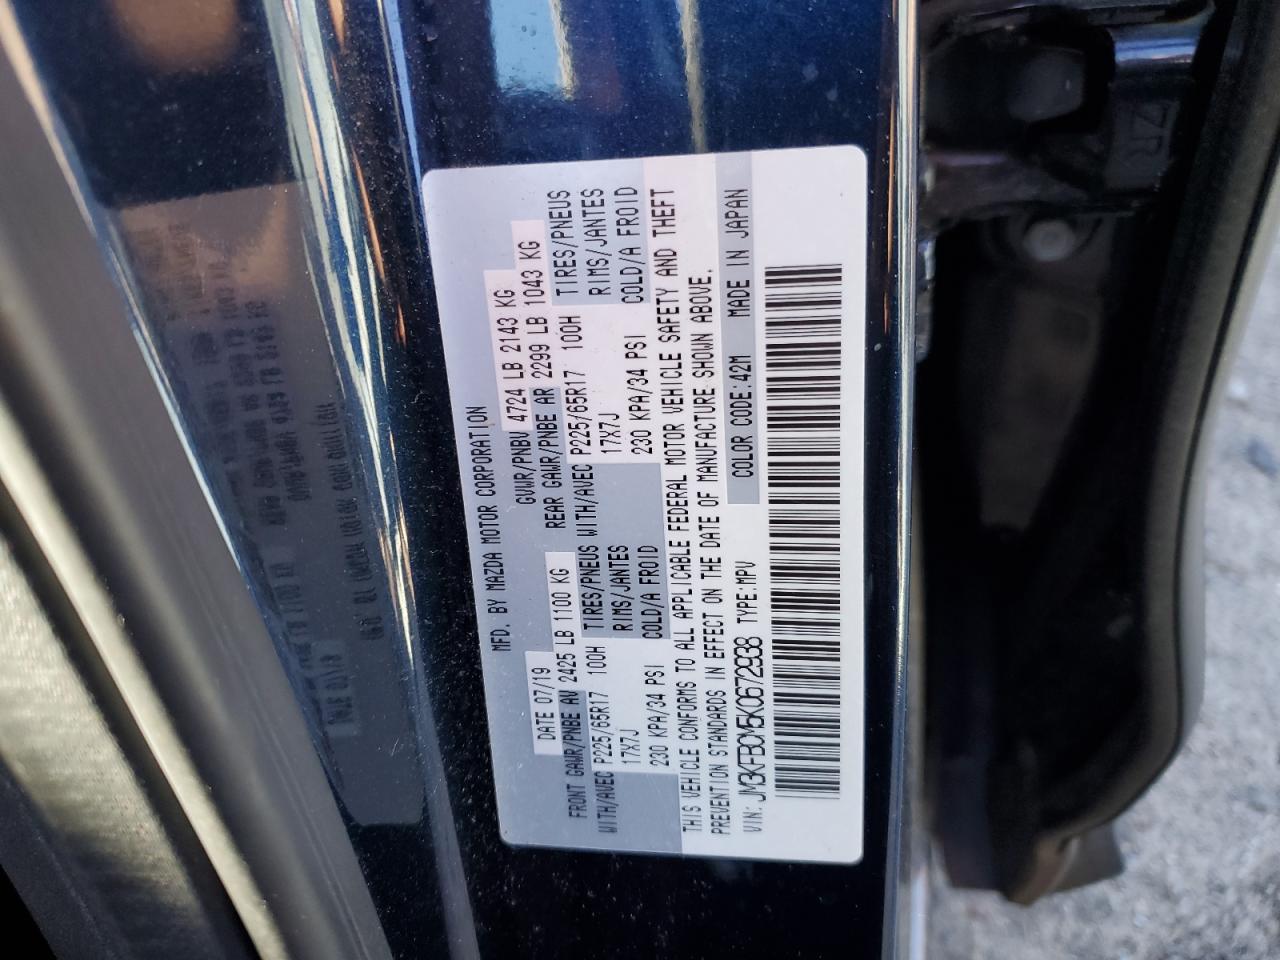 MFD. BY MAZDA MOTOR CORPORATION
DATE 07/19 GVWR/PNBV 4724 LB 2143 KG
FRONT GAWR/PNBE AV 2425 LB 1100 KG REAR GAWR/PNBE AR 2299 LB 1043 KG
WITH/AVEC P225/65R17 100H TIRES/PNEUS WITH/AVEC P225/65R17 100H TIRES/PNEUS
17X7J RIMS/JANTES 17X7J RIMS/JANTES
230 KPA/34 PSI COLD/A FROID 230 KPA/34 PSI COLD/A FROID
THIS VEHICLE CONFORMS TO ALL APPLICABLE FEDERAL MOTOR VEHICLE SAFETY AND THEFT
PREVENTION STANDARDS IN EFFECT ON THE DATE OF MANUFACTURE SHOWN ABOVE.
VIN: JM3KFBCM5K0672938 TYPE:MPV COLOR CODE:42M MADE IN JAPAN
ZR